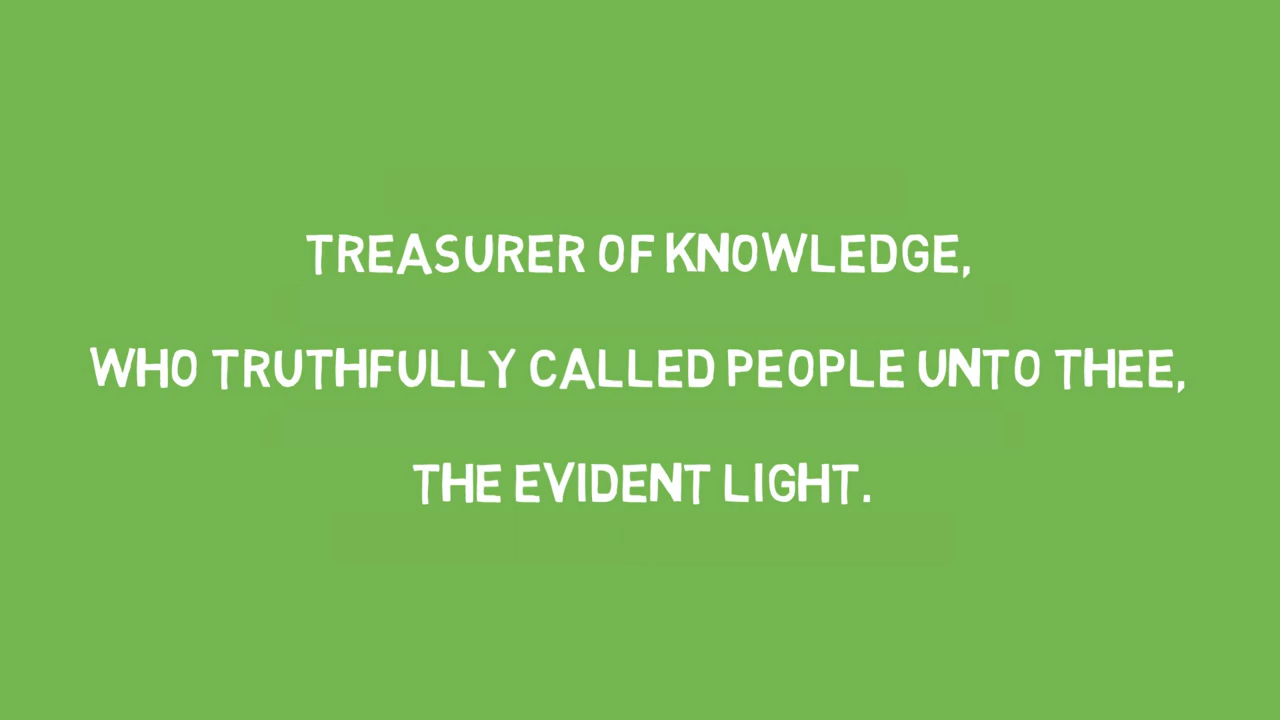 TREASURER OF KNOWLEDGE,
WHO TRUTHFULLY CALLED PEOPLE UNTO THEE,
THE EVIDENT LIGHT.